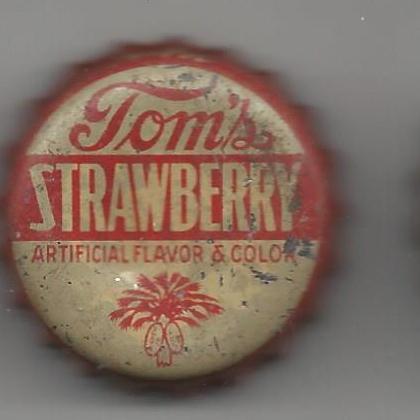 Tom's
STRAWBERRY
ARTIFICIAL FLAVOR & COLOR